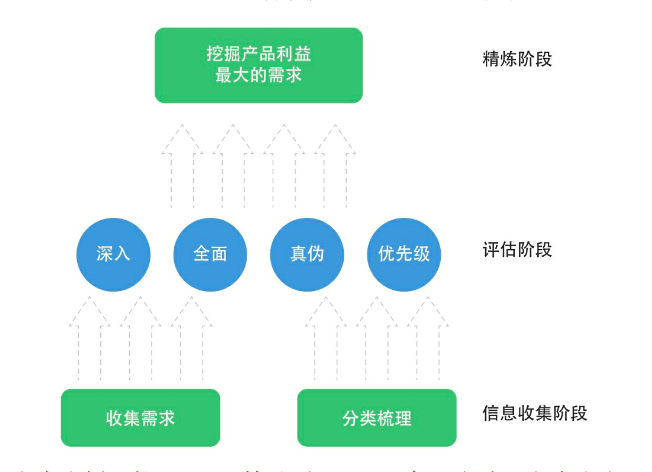 挖掘产品利益
最大的需求
精炼阶段
深入
全面
真伪
优先级
评估阶段
收集需求
分类梳理
信息收集阶段